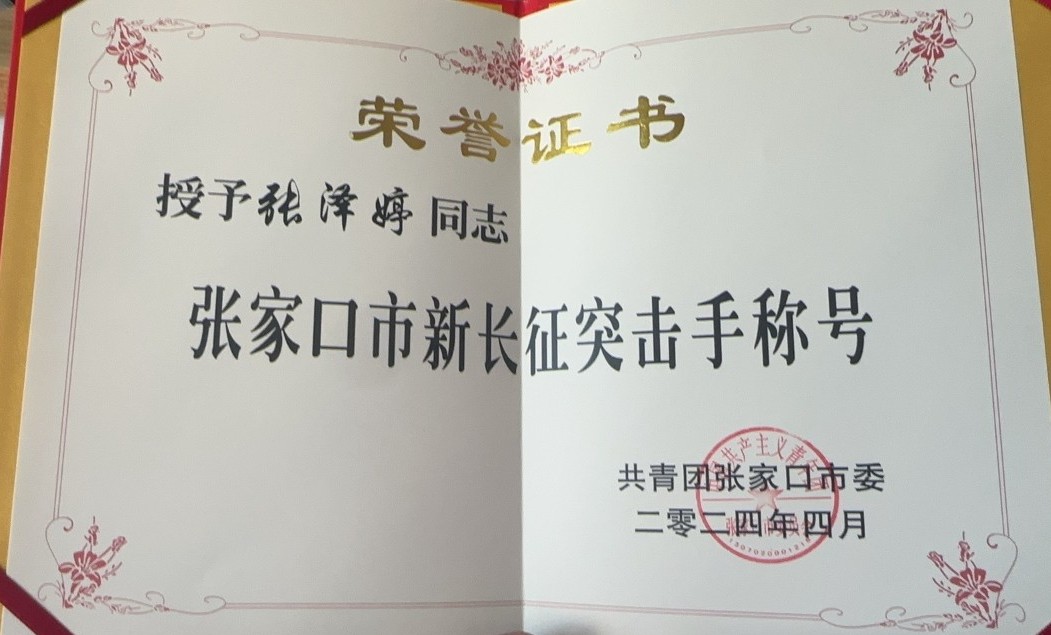 荣誉证书
授予张泽婷同志
张家口市新长征突击手称号
共青团张家口市委
二零二四年四月